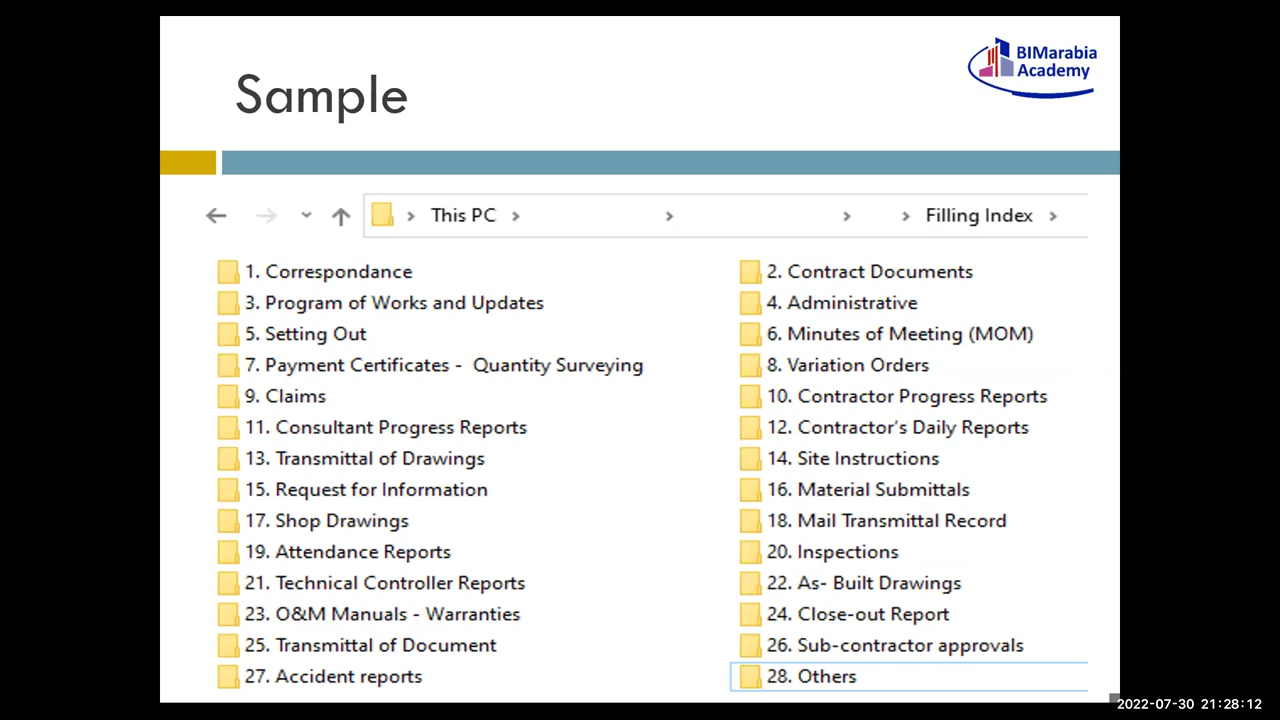 BIMarabia
Academy
Sample
This PC
Filling Index
1. Correspondance
2. Contract Documents
3. Program of Works and Updates
4. Administrative
5. Setting Out
6. Minutes of Meeting (MOM)
7. Payment Certificates -  Quantity Surveying
8. Variation Orders
9. Claims
10. Contractor Progress Reports
11. Consultant Progress Reports
12. Contractor's Daily Reports
13. Transmittal of Drawings
14. Site Instructions
15. Request for Information
16. Material Submittals
17. Shop Drawings
18. Mail Transmittal Record
19. Attendance Reports
20. Inspections
21. Technical Controller Reports
22. As- Built Drawings
23. O&M Manuals - Warranties
24. Close-out Report
25. Transmittal of Document
26. Sub-contractor approvals
27. Accident reports
28. Others
2022-07-30 21:28:12